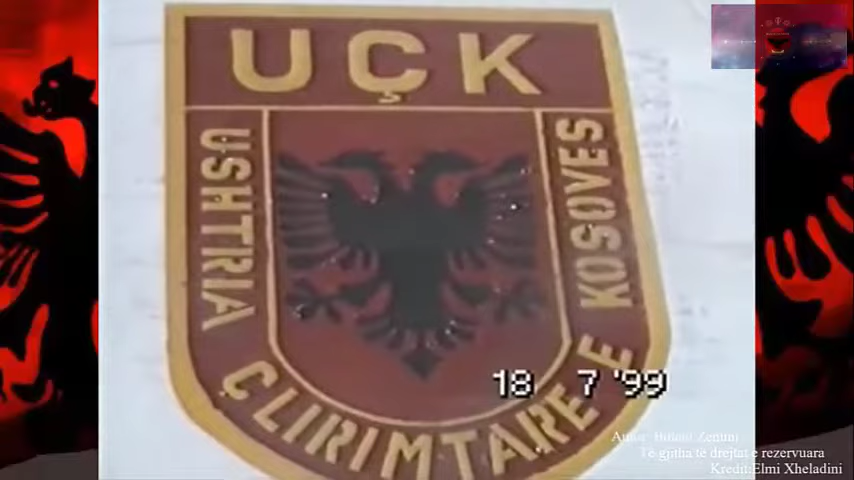 UÇK
USHTRIA
ÇLIRIMTARE E
KOSOVES
18 7 '99
Të gjitha të drejtat e rezervuara
Kredit:Elmi Xheladini